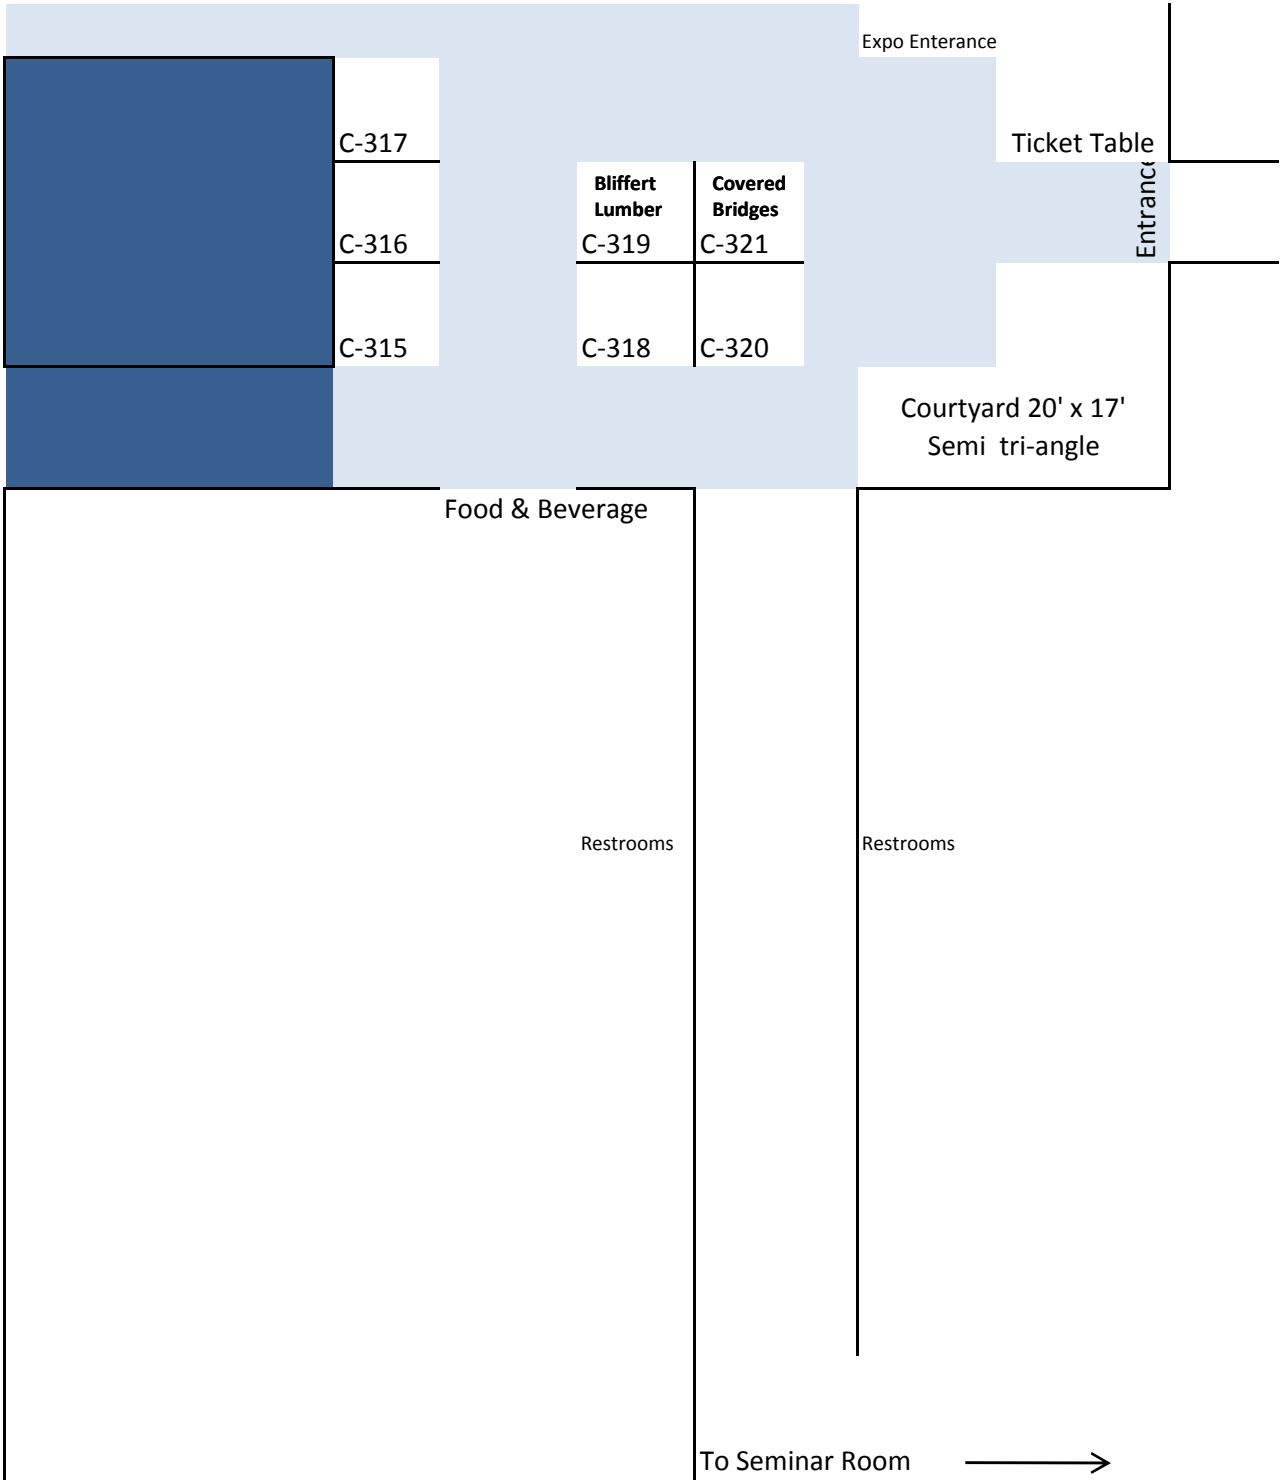 Expo Enterance
C-317
Ticket Table
Bliffert
Lumber
C-319
Covered
Bridges
C-321
Entrance
C-316
C-315
C-318
C-320
Courtyard 20' x 17'
Semi tri-angle
Food & Beverage
Restrooms
Restrooms
To Seminar Room